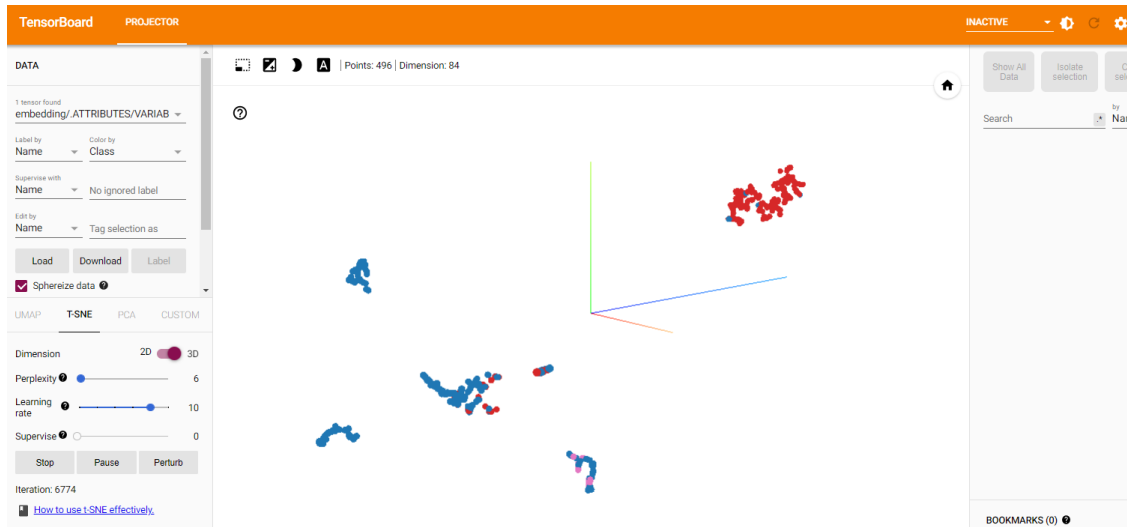 TensorBoard PROJECTOR INACTIVE
DATA
1 tensor found
embedding/.ATTRIBUTES/VARIAB
Label by Color by
Name Class
Supervise with
Name No ignored label
Edit by
Name Tag selection as
Load Download Label
Sphereize data
UMAP T-SNE PCA CUSTOM
Dimension 2D 3D
Perplexity 6
Learning rate 10
Supervise 0
Stop Pause Perturb
Iteration: 6774
How to use t-SNE effectively.
A | Points: 496 | Dimension: 84
Show All Data
Isolate selection
Search .* by
BOOKMARKS (0)